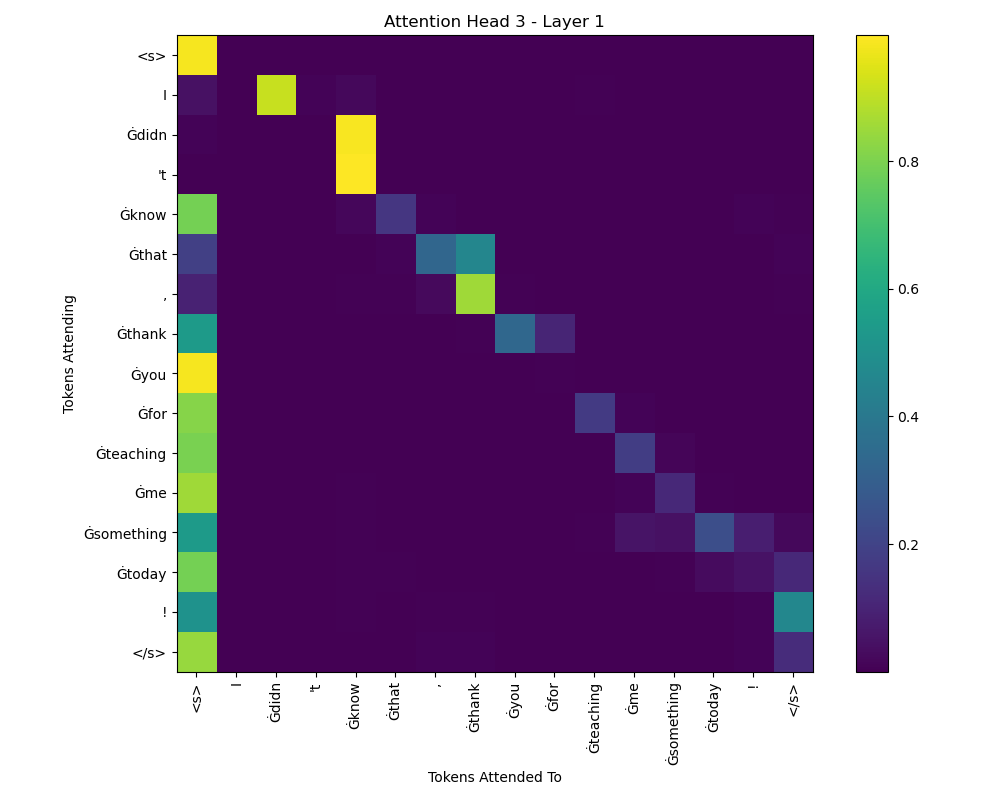 Attention Head 3 - Layer 1
<s>
I
Ġdidn
't
Ġknow
Ġthat
,
Ġthank
Ġyou
Ġfor
Ġteaching
Ġme
Ġsomething
Ġtoday
!
</s>
Tokens Attending
<s>
I
Ġdidn
't
Ġknow
Ġthat
,
Ġthank
Ġyou
Ġfor
Ġteaching
Ġme
Ġsomething
Ġtoday
!
</s>
Tokens Attended To
0.8
0.6
0.4
0.2